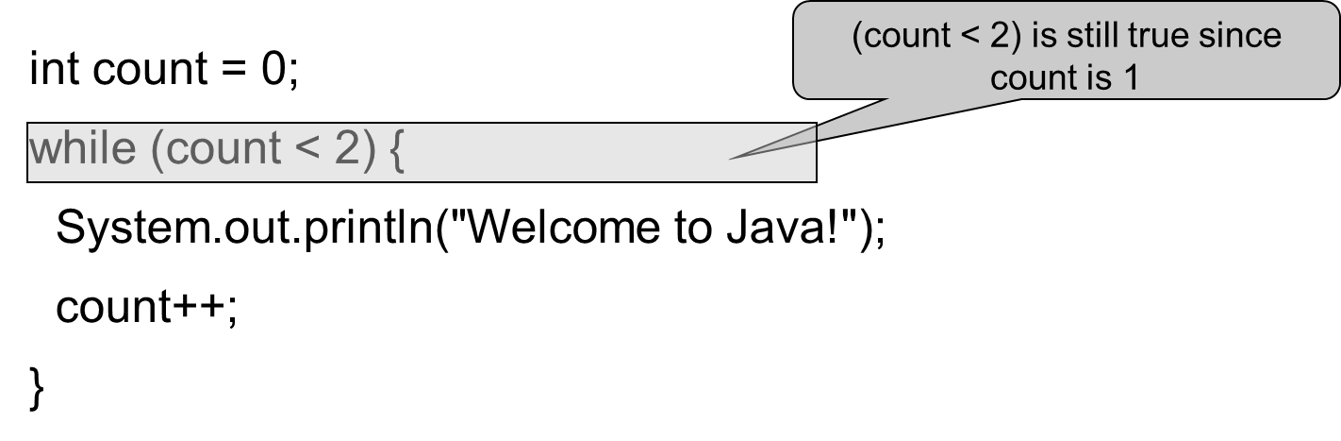 (count < 2) is still true since
count is 1
int count = 0;
while (count < 2) {
System.out.println("Welcome to Java!");
count++;
}